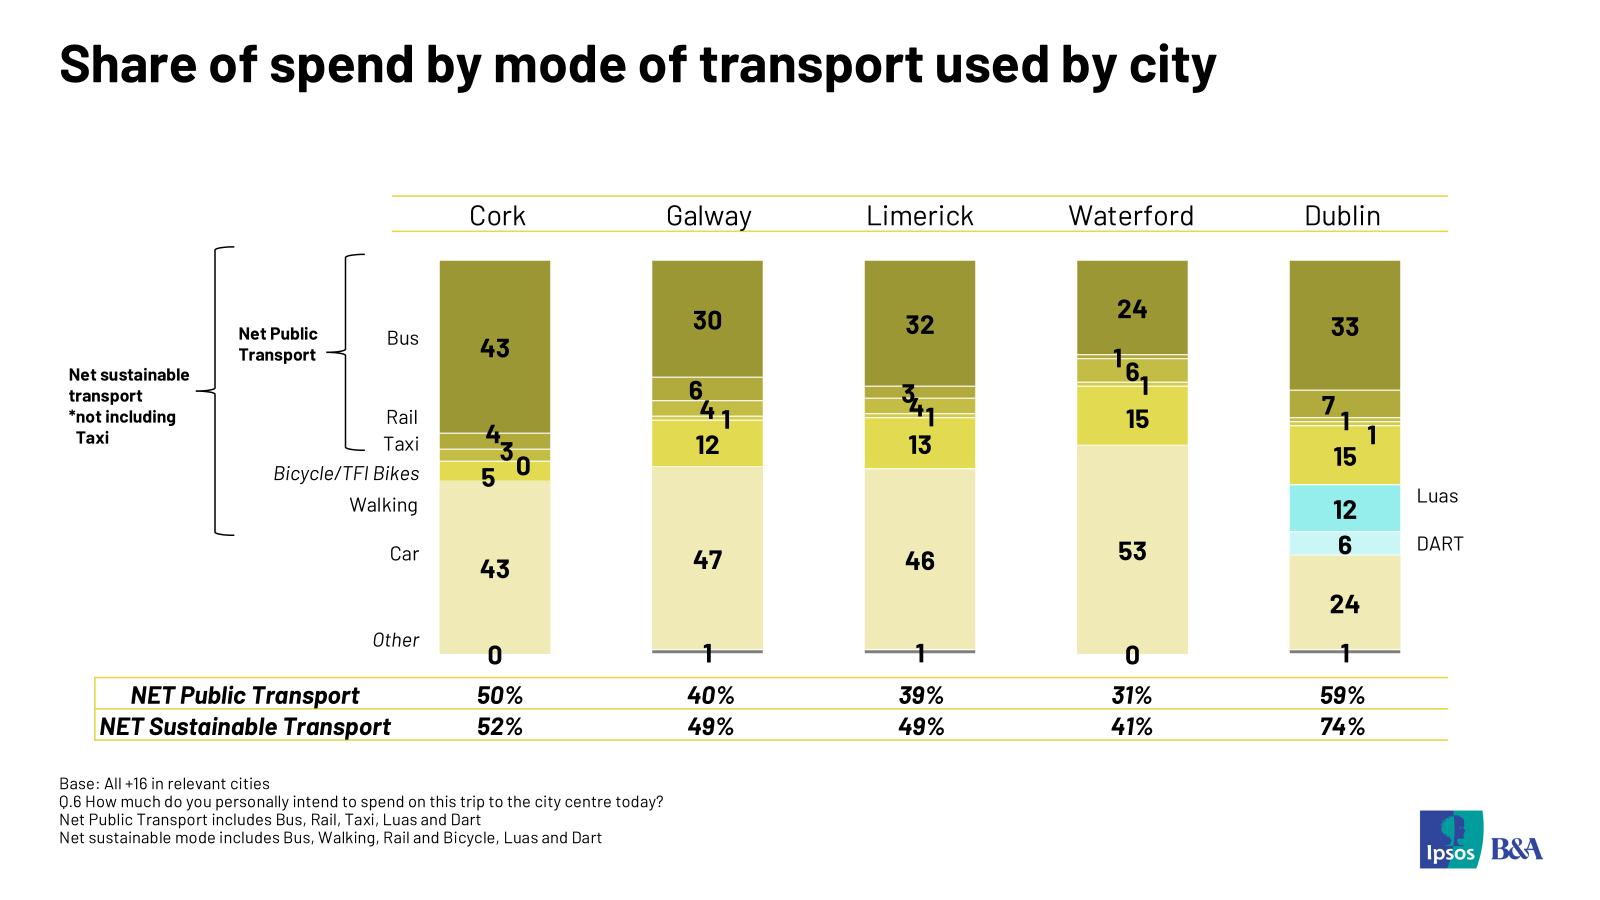 Share of spend by mode of transport used by city
Cork Galway Limerick Waterford Dublin
Net sustainable
transport
*not including
Taxi
Net Public
Transport
Bus
Rail
Taxi
Bicycle/TFI Bikes
Walking
Car
Other
43
4
3
0
5
43
0
30
6
4
1
12
47
1
32
3
4
1
13
46
1
24
1
6
1
15
53
0
33
7
1
1
15
12
6
24
1
Luas
DART
NET Public Transport 50% 40% 39% 31% 59%
NET Sustainable Transport 52% 49% 49% 41% 74%
Base: All +16 in relevant cities
Q.6 How much do you personally intend to spend on this trip to the city centre today?
Net Public Transport includes Bus, Rail, Taxi, Luas and Dart
Net sustainable mode includes Bus, Walking, Rail and Bicycle, Luas and Dart
Ipsos B&A